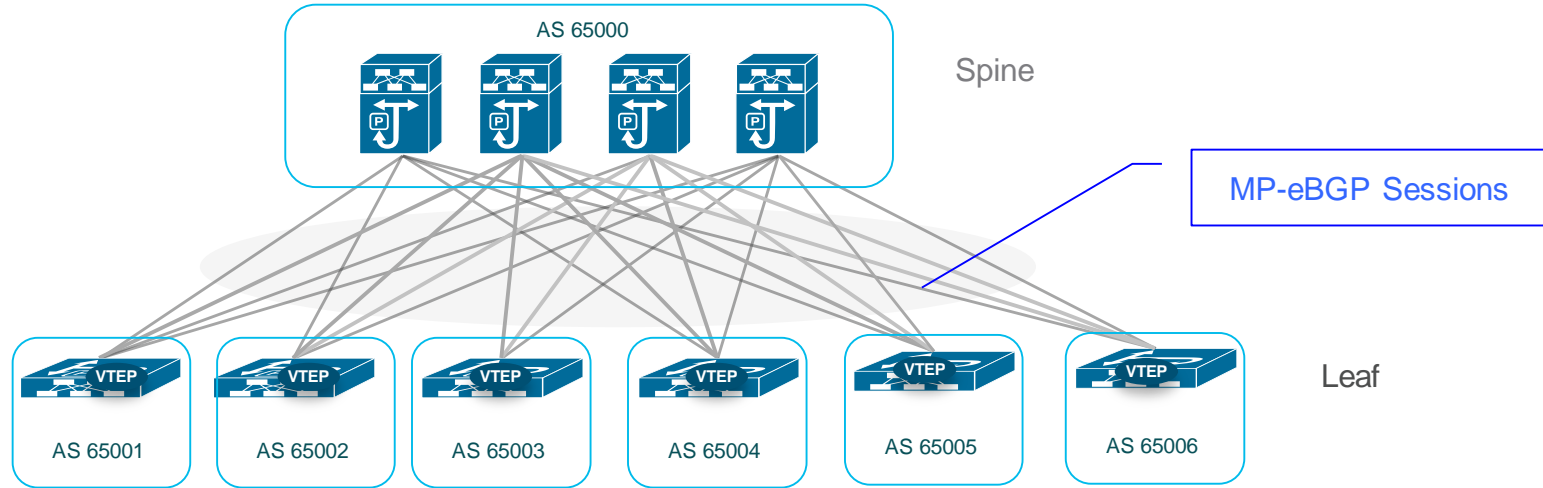 AS 65000
Spine
P
P
P
P
MP-eBGP Sessions
VTEP
VTEP
VTEP
VTEP
VTEP
VTEP
Leaf
AS 65001
AS 65002
AS 65003
AS 65004
AS 65005
AS 65006